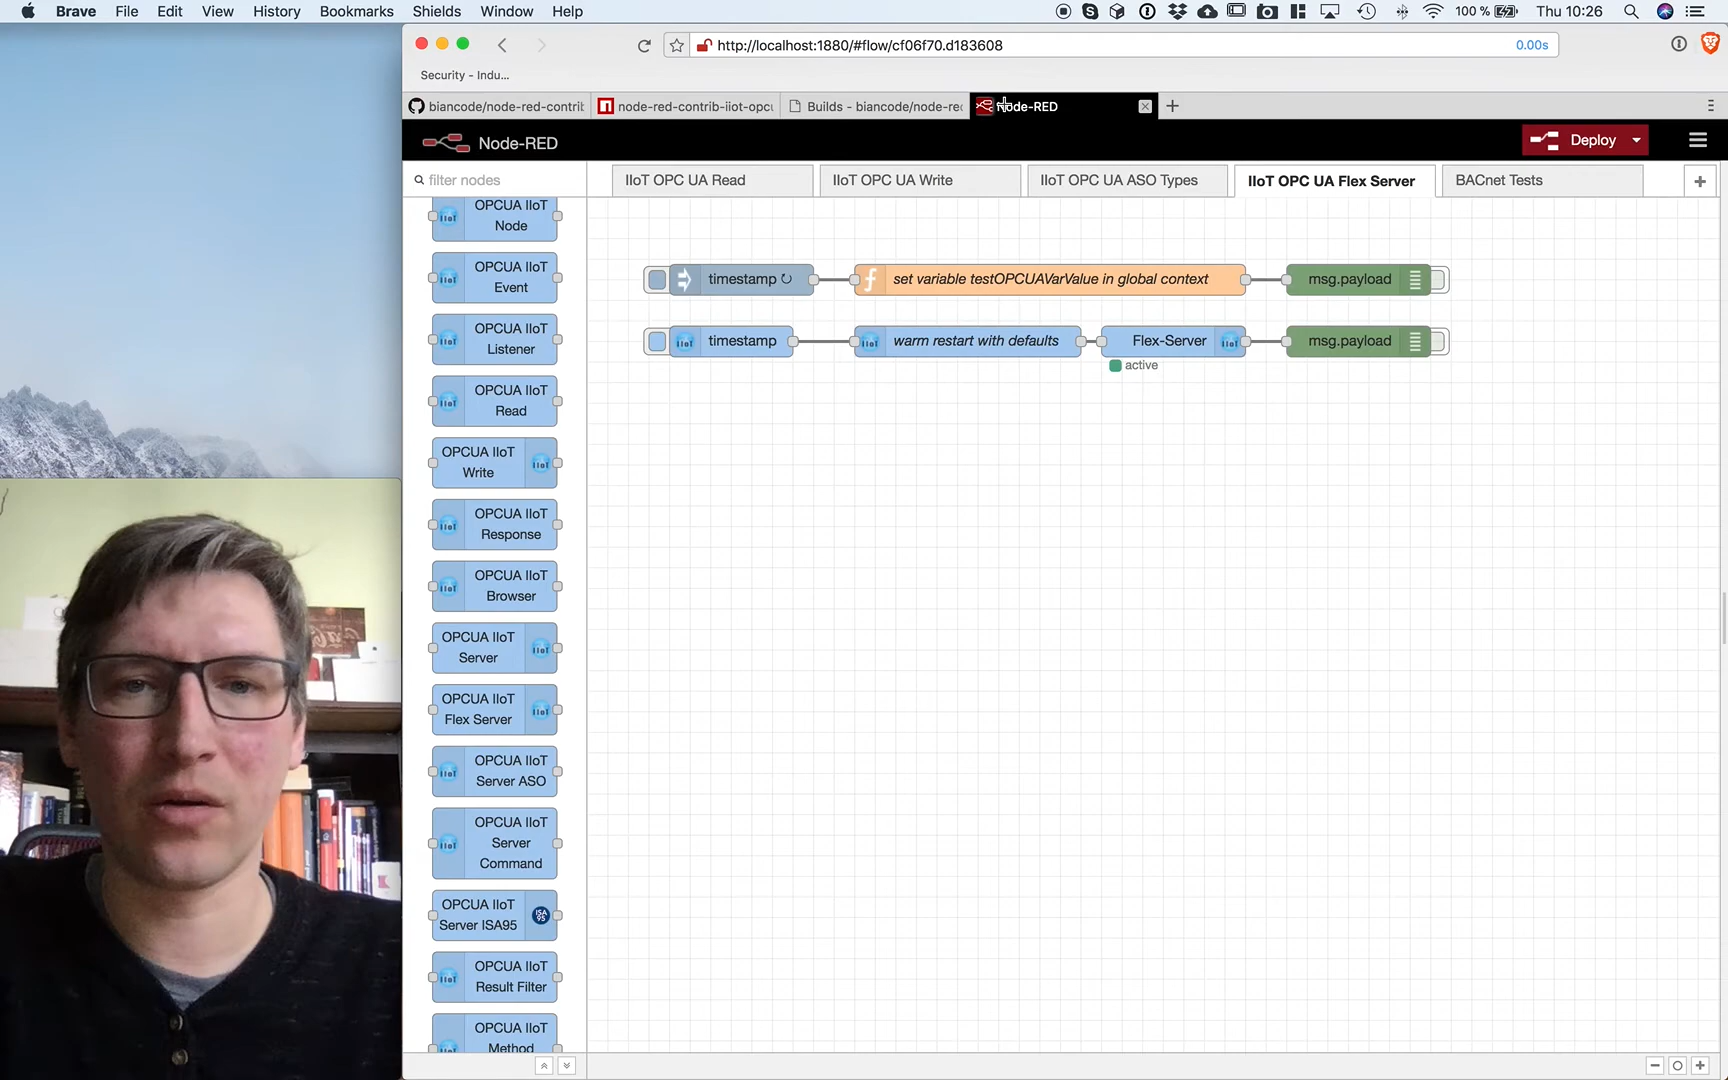 Brave File Edit View History Bookmarks Shields Window Help 100 % Thu 10:26
http://localhost:1880/#flow/cf06f70.d183608 0.00s
Security - Indu...
biancode/node-red-contrib node-red-contrib-iiot-opcu Builds - biancode/node-red Node-RED
Node-RED Deploy
filter nodes IIoT OPC UA Read IIoT OPC UA Write IIoT OPC UA ASO Types IIoT OPC UA Flex Server BACnet Tests
OPCUA IIoT
Node
OPCUA IIoT
Event
OPCUA IIoT
Listener
OPCUA IIoT
Read
OPCUA IIoT
Write
OPCUA IIoT
Response
OPCUA IIoT
Browser
OPCUA IIoT
Server
OPCUA IIoT
Flex Server
OPCUA IIoT
Server ASO
OPCUA IIoT
Server
Command
OPCUA IIoT
Server ISA95
OPCUA IIoT
Result Filter
OPCUA IIoT
Method
timestamp ↻ set variable testOPCUAVarValue in global context msg.payload
timestamp warm restart with defaults Flex-Server msg.payload
active